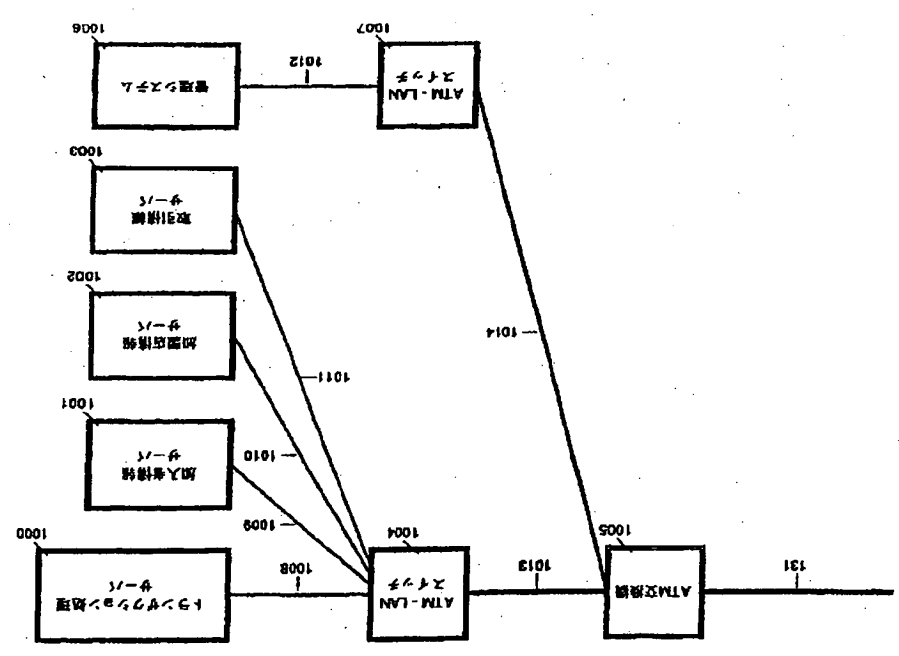 131
1005
ATM交換機
1013
1004
ATM-LAN
スイッチ
1008
1000
トランザクション処理
サーバ
1009
1001
加入者情報
サーバ
1010
1002
加盟店情報
サーバ
1011
1003
取引情報
サーバ
1014
1007
ATM-LAN
スイッチ
1012
1006
管理システム